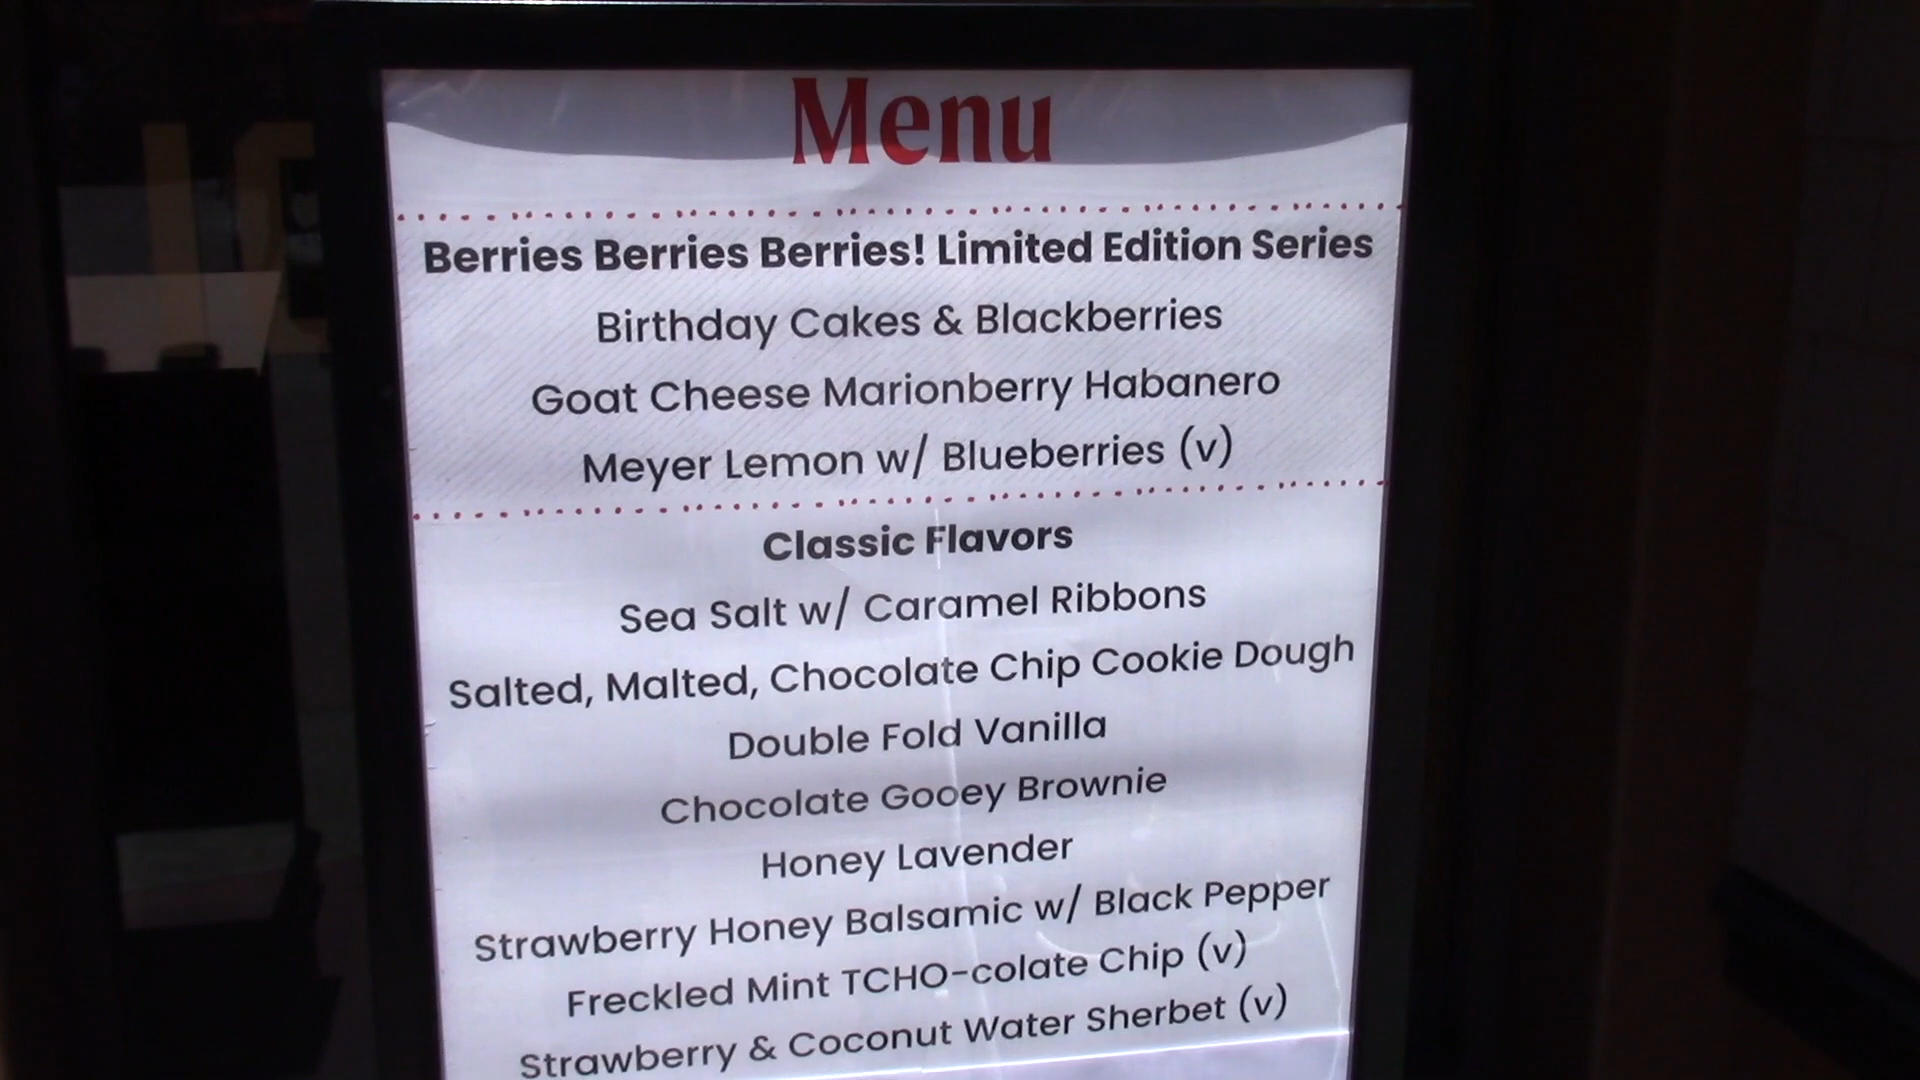 Menu
Berries Berries Berries! Limited Edition Series
Birthday Cakes & Blackberries
Goat Cheese Marionberry Habanero
Meyer Lemon w/ Blueberries (v)
Classic Flavors
Sea Salt w/ Caramel Ribbons
Salted, Malted, Chocolate Chip Cookie Dough
Double Fold Vanilla
Chocolate Gooey Brownie
Honey Lavender
Strawberry Honey Balsamic w/ Black Pepper
Freckled Mint TCHO-colate Chip (v)
Strawberry & Coconut Water Sherbet (v)